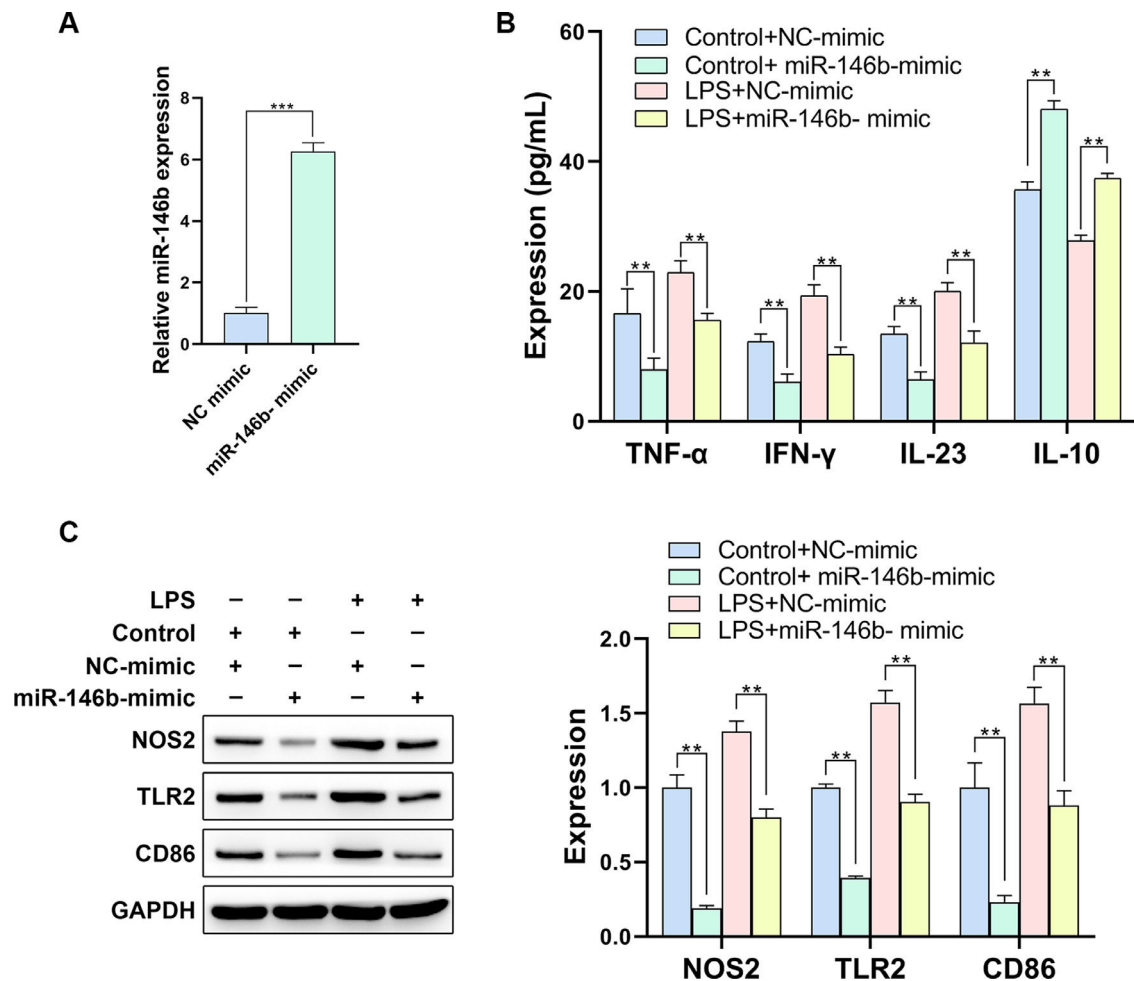 A
Relative miR-146b expression
8
6
4
2
0
***
NC mimic
miR-146b- mimic
B
Expression (pg/mL)
60
40
20
0
Control+NC-mimic
Control+ miR-146b-mimic
LPS+NC-mimic
LPS+miR-146b- mimic
** ** ** ** ** ** ** **
TNF-α IFN-γ IL-23 IL-10
C
LPS – – + +
Control + + – –
NC-mimic + – + –
miR-146b-mimic – + – +
NOS2
TLR2
CD86
GAPDH
Control+NC-mimic
Control+ miR-146b-mimic
LPS+NC-mimic
LPS+miR-146b- mimic
Expression
2.0
1.5
1.0
0.5
0.0
** ** ** ** ** **
NOS2 TLR2 CD86